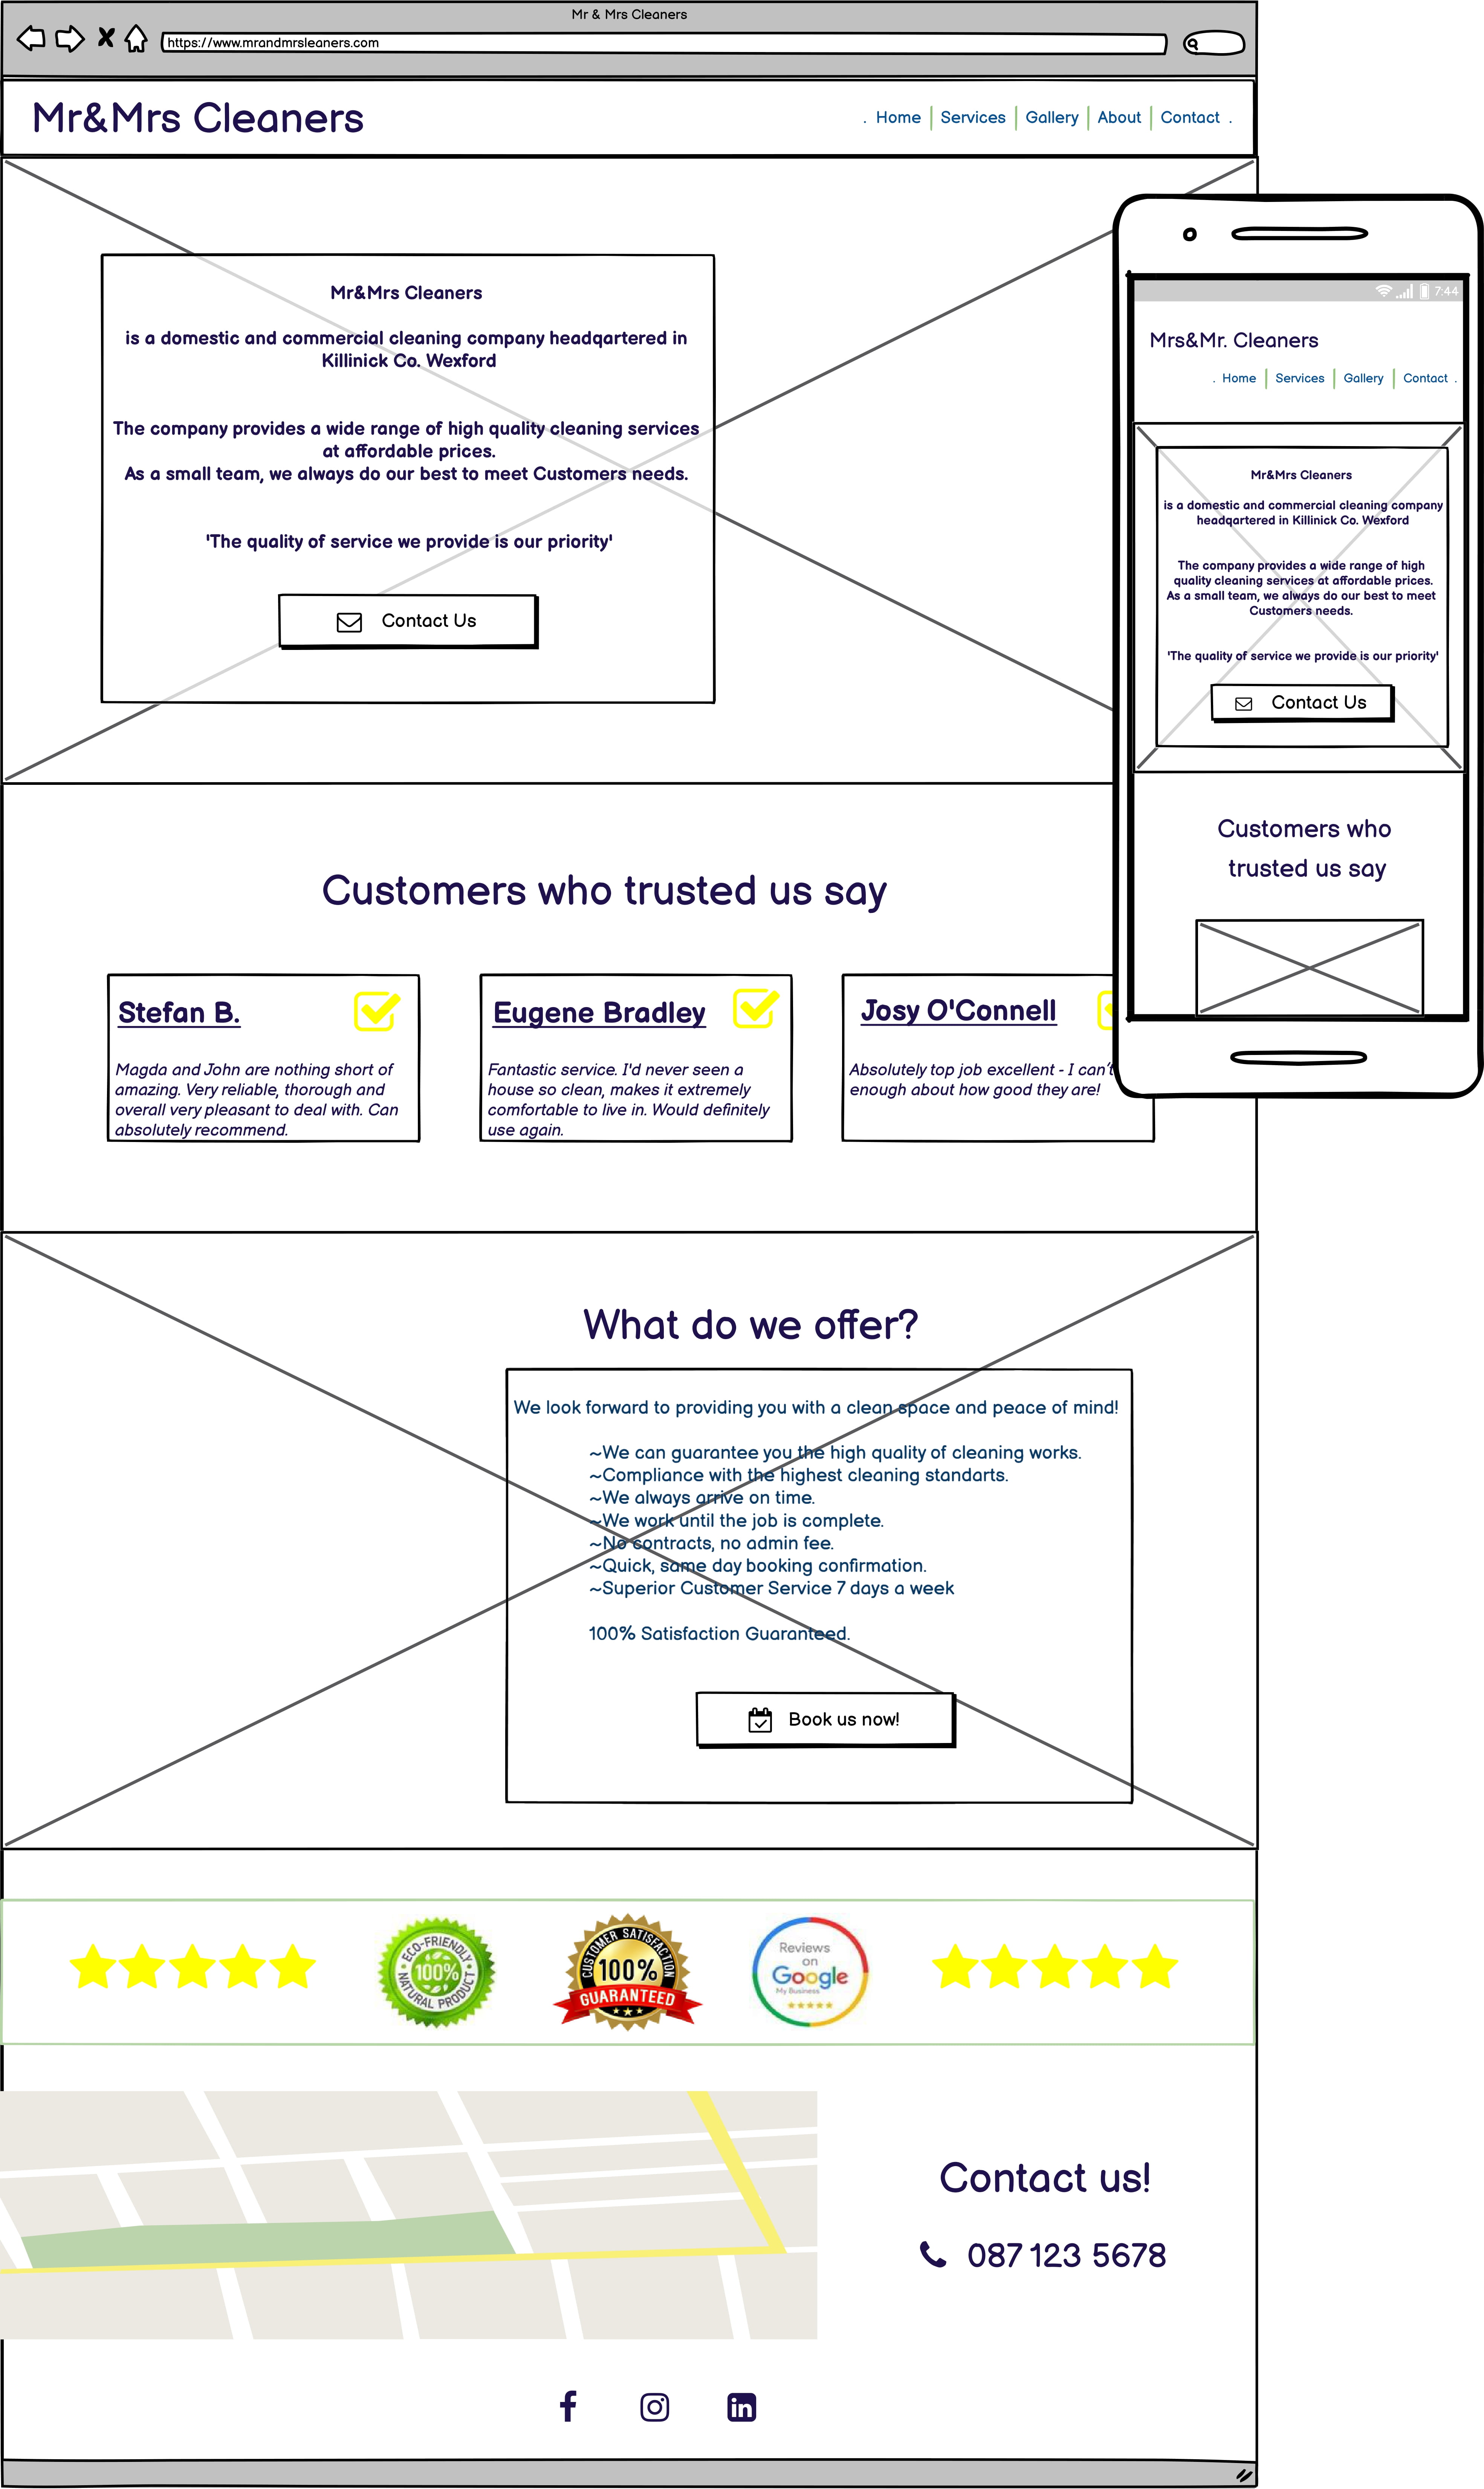 Mr & Mrs Cleaners
https://www.mrandmrsleaners.com
Mr&Mrs Cleaners
. Home | Services | Gallery | About | Contact .
Mr&Mrs Cleaners
is a domestic and commercial cleaning company headqartered in
Killinick Co. Wexford
The company provides a wide range of high quality cleaning services
at affordable prices.
As a small team, we always do our best to meet Customers needs.
'The quality of service we provide is our priority'
Contact Us
7:44
Mrs&Mr. Cleaners
. Home | Services | Gallery | Contact .
Mr&Mrs Cleaners
is a domestic and commercial cleaning company
headqartered in Killinick Co. Wexford
The company provides a wide range of high
quality cleaning services at affordable prices.
As a small team, we always do our best to meet
Customers needs.
'The quality of service we provide is our priority'
Contact Us
Customers who
trusted us say
Customers who trusted us say
Stefan B.
Magda and John are nothing short of
amazing. Very reliable, thorough and
overall very pleasant to deal with. Can
absolutely recommend.
Eugene Bradley
Fantastic service. I'd never seen a
house so clean, makes it extremely
comfortable to live in. Would definitely
use again.
Josy O'Connell
Absolutely top job excellent - I can't
enough about how good they are!
What do we offer?
We look forward to providing you with a clean space and peace of mind!
~We can guarantee you the high quality of cleaning works.
~Compliance with the highest cleaning standarts.
~We always arrive on time.
~We work until the job is complete.
~No contracts, no admin fee.
~Quick, same day booking confirmation.
~Superior Customer Service 7 days a week
100% Satisfaction Guaranteed.
Book us now!
ECO-FRIENDLY
100%
NATURAL PRODUCT
CUSTOMER SATISFACTION
100%
GUARANTEED
Reviews
on
Google
My Business
Contact us!
087 123 5678